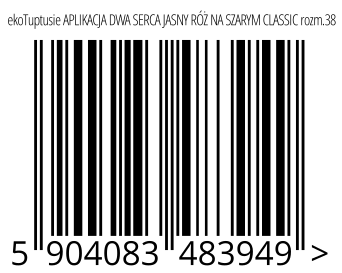 ekoTuptusie APLIKACJA DWA SERCA JASNY RÓŻ NA SZARYM CLASSIC rozm.38
5 904083 483949 >